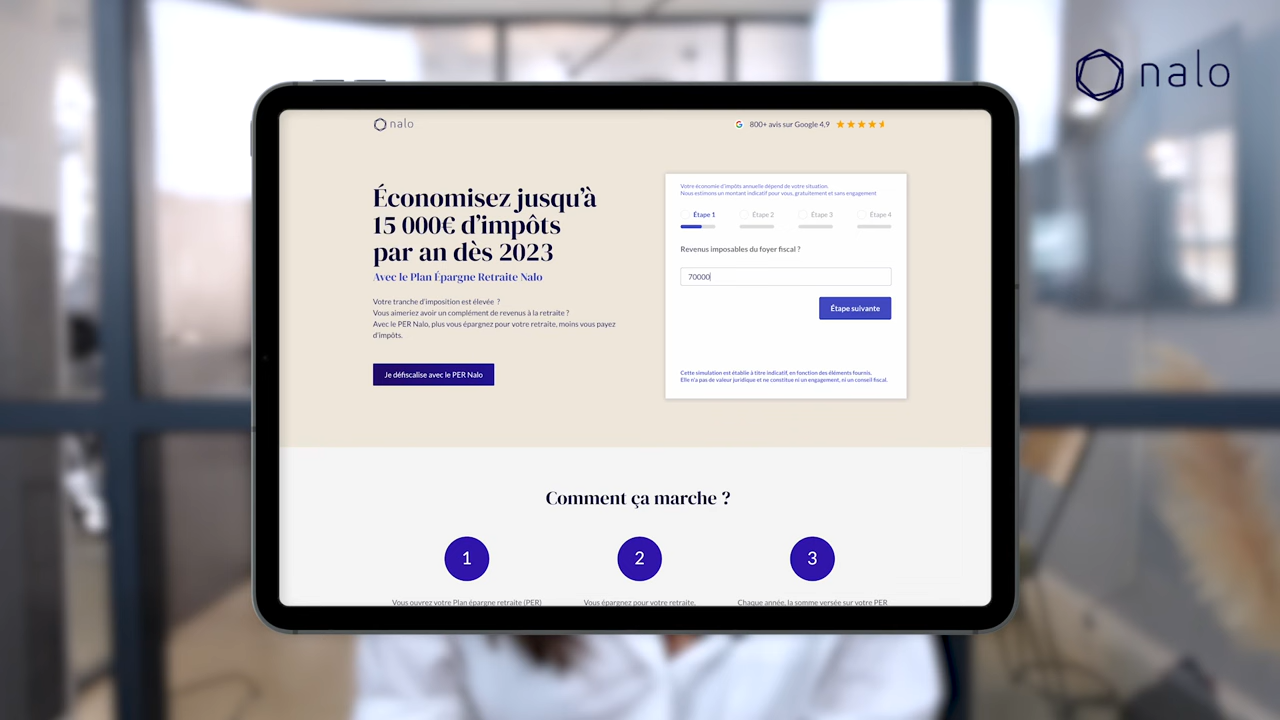 nalo
nalo
800+ avis sur Google 4,9
Économisez jusqu'à
15 000€ d'impôts
par an dès 2023
Avec le Plan Épargne Retraite Nalo
Votre tranche d'imposition est élevée ?
Vous aimeriez avoir un complément de revenus à la retraite ?
Avec le PER Nalo, plus vous épargnez pour votre retraite, moins vous payez
d'impôts.
Je défiscalise avec le PER Nalo
Votre économie d'impôts annuelle dépend de votre situation.
Nous estimons un montant indicatif pour vous, gratuitement et sans engagement
Étape 1
Étape 2
Étape 3
Étape 4
Revenus imposables du foyer fiscal ?
70000
Étape suivante
Cette simulation est établie à titre indicatif, en fonction des éléments fournis.
Elle n'a pas de valeur juridique et ne constitue ni un engagement, ni un conseil fiscal.
Comment ça marche ?
1
2
3
Vous ouvrez votre Plan épargne retraite (PER)
Vous épargnez pour votre retraite,
Chaque année, la somme versée sur votre PER